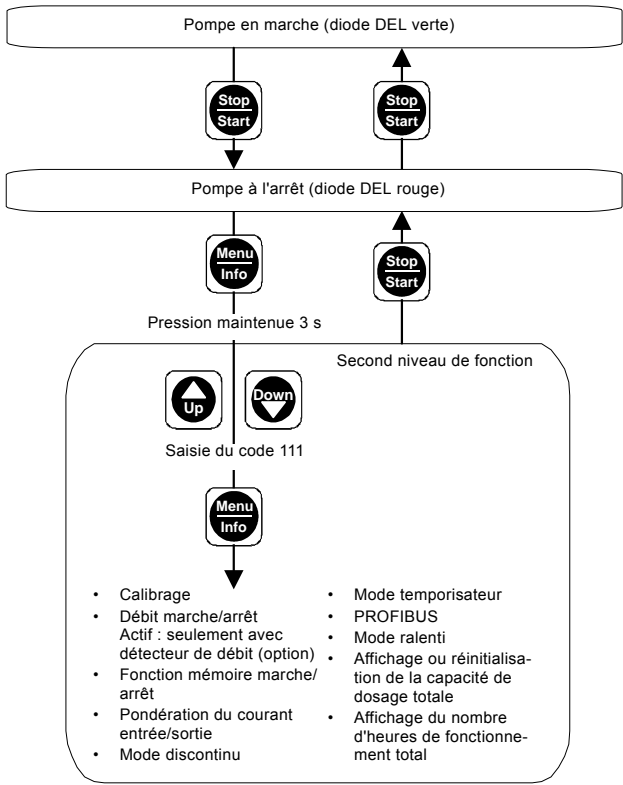 Pompe en marche (diode DEL verte)
Stop
Start
Stop
Start
Pompe à l'arrêt (diode DEL rouge)
Menu
Info
Stop
Start
Pression maintenue 3 s
Second niveau de fonction
Up
Down
Saisie du code 111
Menu
Info
• Calibrage
• Débit marche/arrêt
Actif : seulement avec
détecteur de débit (option)
• Fonction mémoire marche/
arrêt
• Pondération du courant
entrée/sortie
• Mode discontinu
• Mode temporisateur
• PROFIBUS
• Mode ralenti
• Affichage ou réinitialisa-
tion de la capacité de
dosage totale
• Affichage du nombre
d'heures de fonctionne-
ment total